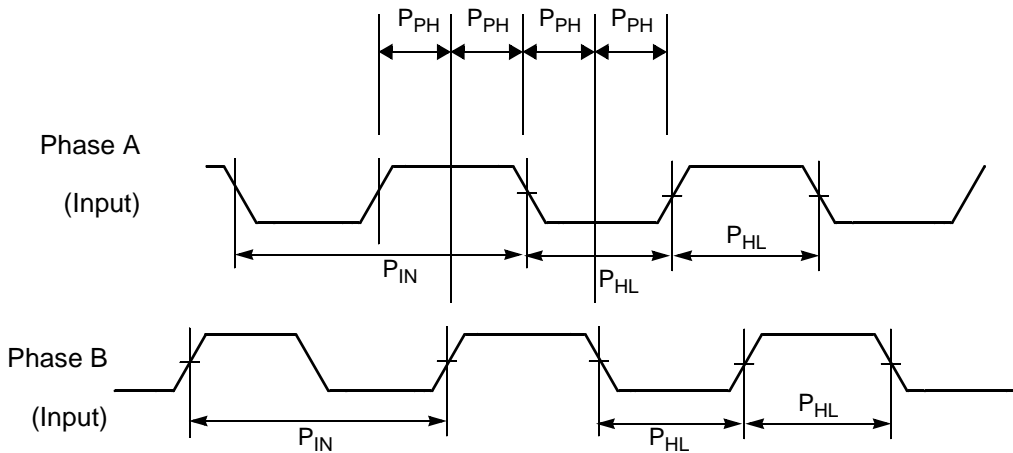 PPH PPH PPH PPH
Phase A
(Input)
PIN
PHL
PHL
Phase B
(Input)
PIN
PHL
PHL